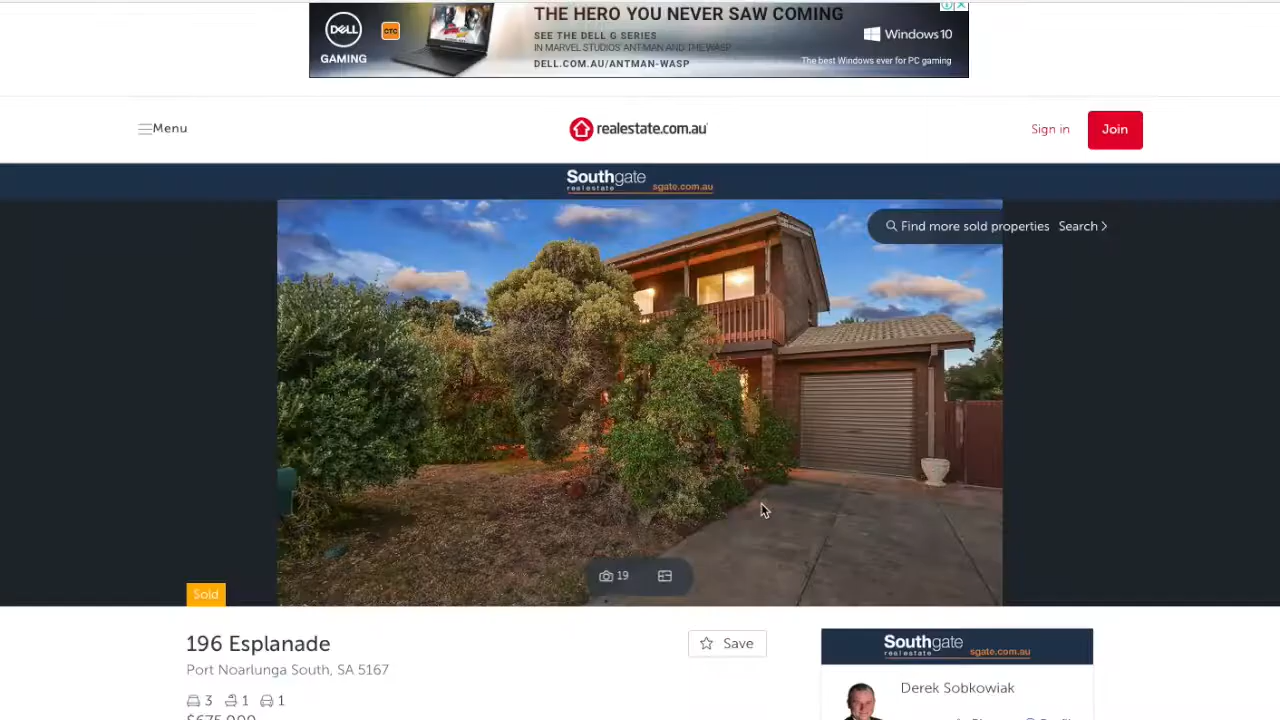 THE HERO YOU NEVER SAW COMING
DELL
GAMING
CTC
SEE THE DELL G SERIES
IN MARVEL STUDIOS' ANT-MAN AND THE WASP
DELL.COM.AU/ANTMAN-WASP
Windows 10
The best Windows ever for PC gaming
Menu
realestate.com.au
Sign in
Join
Southgate
real estate sgate.com.au
Find more sold properties Search
19
Sold
196 Esplanade
Save
Port Noarlunga South, SA 5167
3 1 1
$675,000
Southgate
real estate sgate.com.au
Derek Sobkowiak